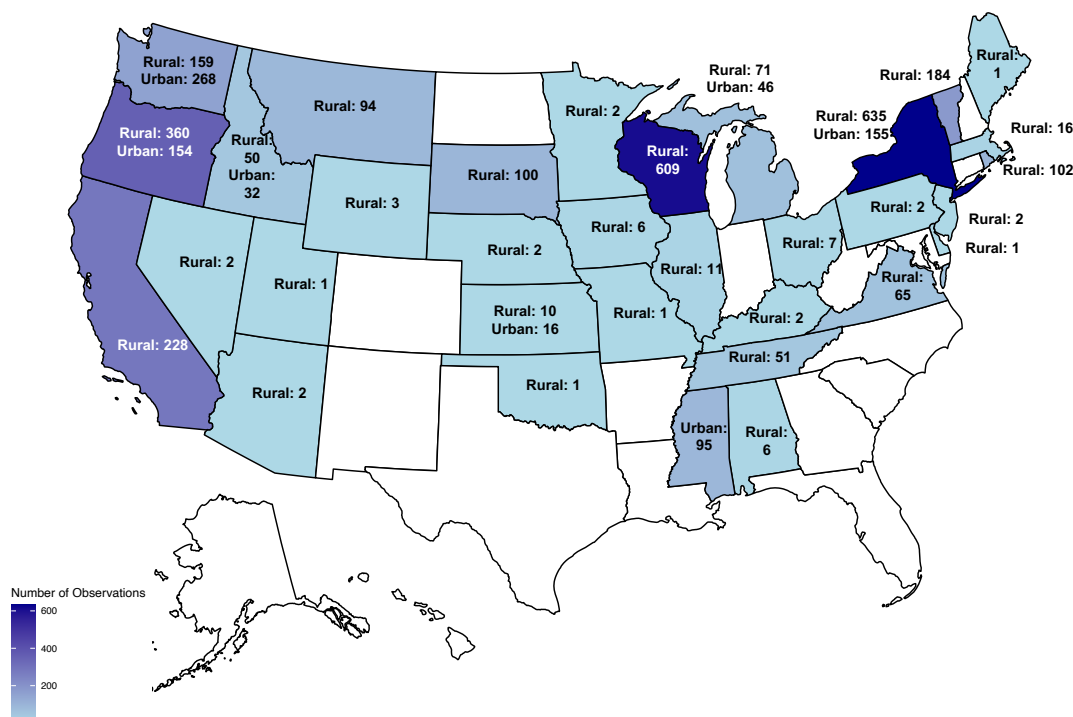 Rural: 159
Urban: 268
Rural: 94
Rural: 2
Rural: 71
Urban: 46
Rural: 184
Rural:
1
Rural: 360
Urban: 154
Rural:
50
Urban:
32
Rural: 635
Urban: 155
Rural: 16
Rural:
609
Rural: 100
Rural: 102
Rural: 3
Rural: 2
Rural: 2
Rural: 6
Rural: 7
Rural: 1
Rural: 2
Rural: 1
Rural: 2
Rural: 11
Rural:
65
Rural: 10
Urban: 16
Rural: 1
Rural: 2
Rural: 228
Rural: 51
Rural: 2
Rural: 1
Urban:
95
Rural:
6
Number of Observations
600
400
200